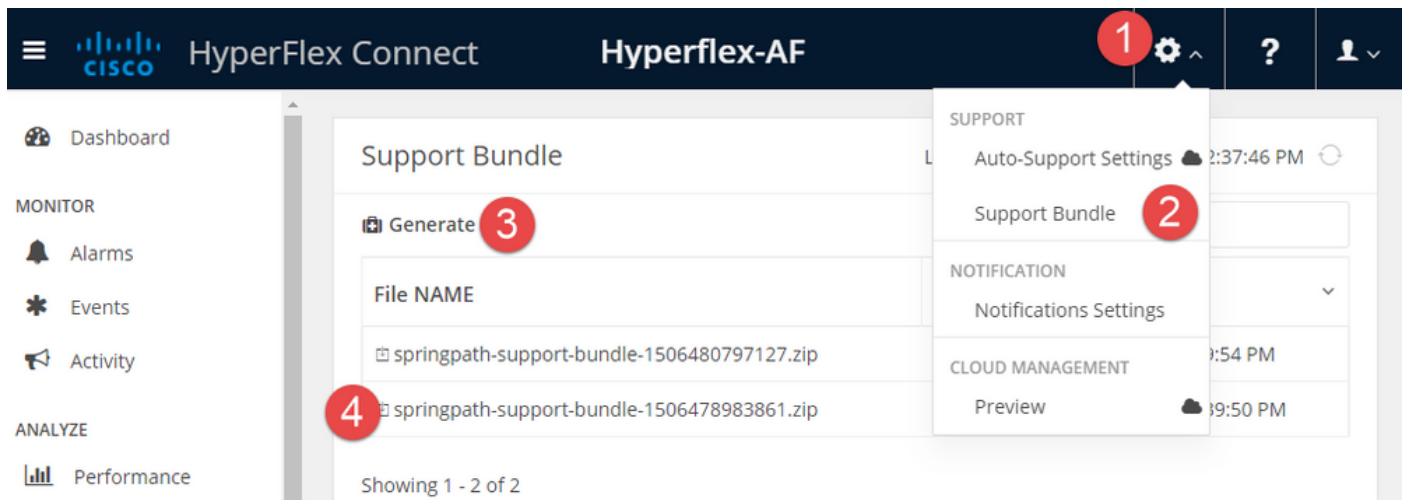 CISCO HyperFlex Connect Hyperflex-AF 1 ?
Dashboard
MONITOR
Alarms
Events
Activity
ANALYZE
Performance
Support Bundle
2:37:46 PM
Generate 3
File NAME
springpath-support-bundle-1506480797127.zip
:54 PM
4 springpath-support-bundle-1506478983861.zip
39:50 PM
Showing 1 - 2 of 2
SUPPORT
Auto-Support Settings
Support Bundle 2
NOTIFICATION
Notifications Settings
CLOUD MANAGEMENT
Preview